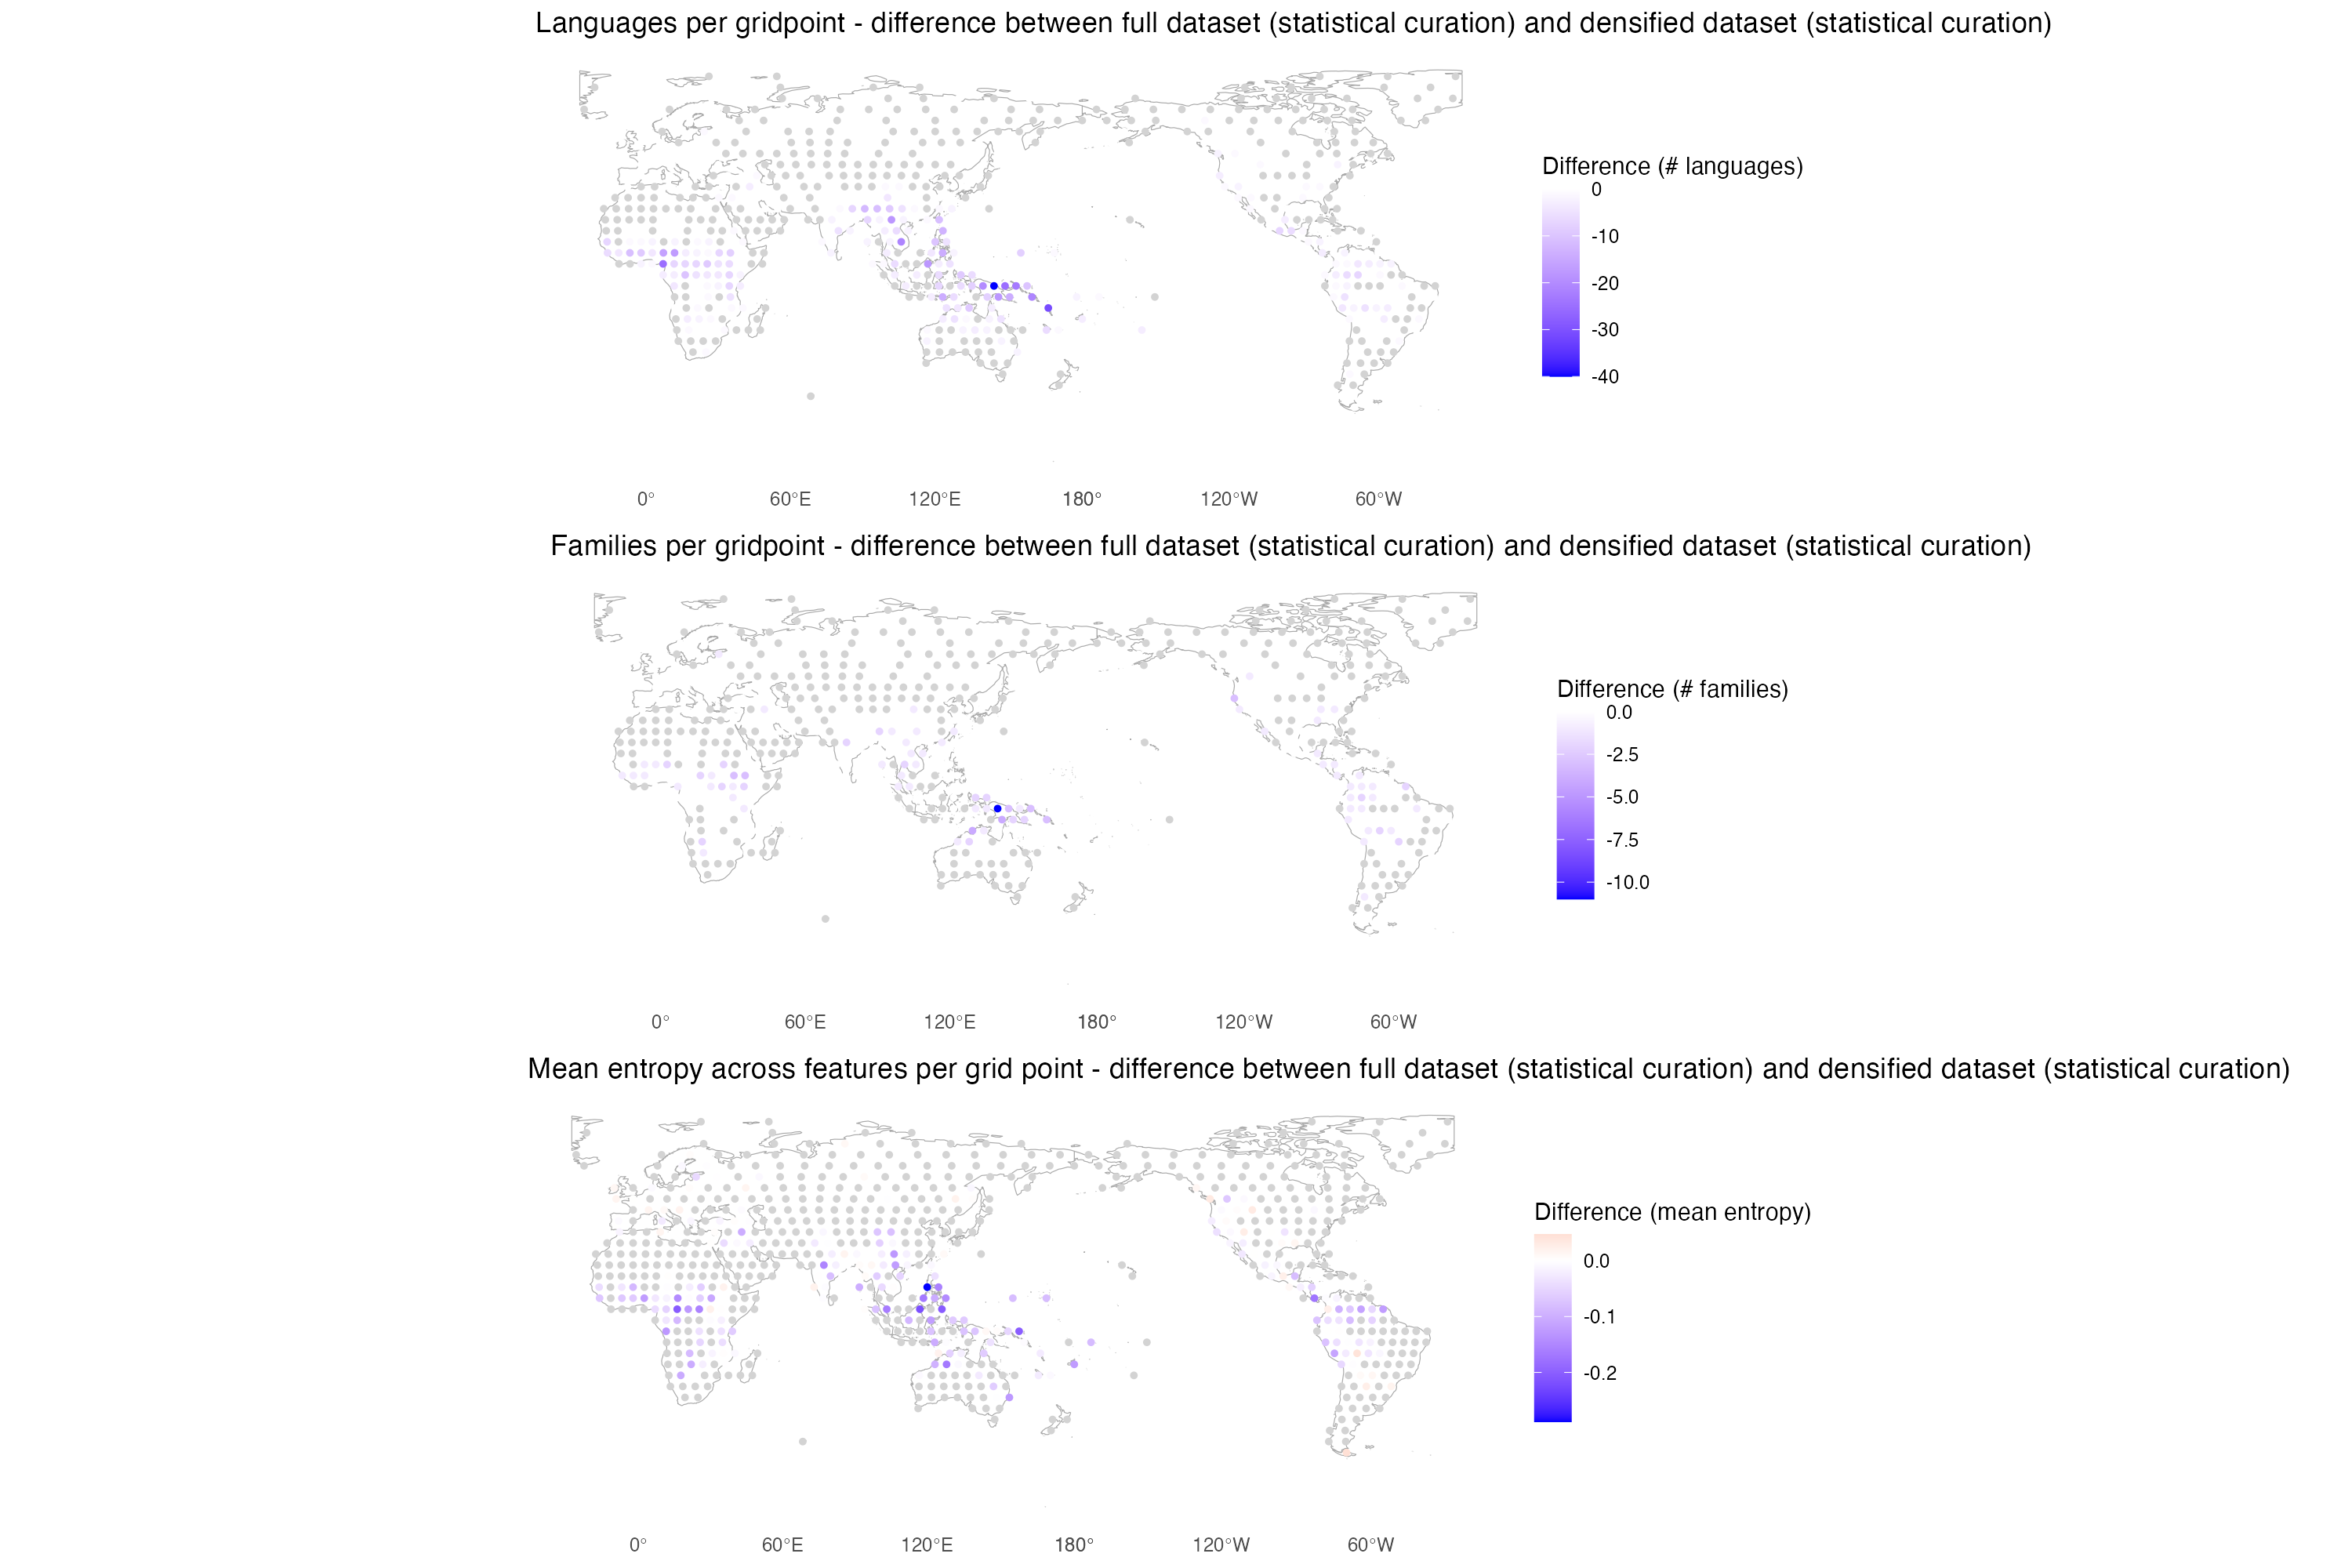 Languages per gridpoint - difference between full dataset (statistical curation) and densified dataset (statistical curation)
Difference (# languages)
0
-10
-20
-30
-40
0°
60°E
120°E
180°
120°W
60°W
Families per gridpoint - difference between full dataset (statistical curation) and densified dataset (statistical curation)
Difference (# families)
0.0
-2.5
-5.0
-7.5
-10.0
0°
60°E
120°E
180°
120°W
60°W
Mean entropy across features per grid point - difference between full dataset (statistical curation) and densified dataset (statistical curation)
Difference (mean entropy)
0.0
-0.1
-0.2
0°
60°E
120°E
180°
120°W
60°W